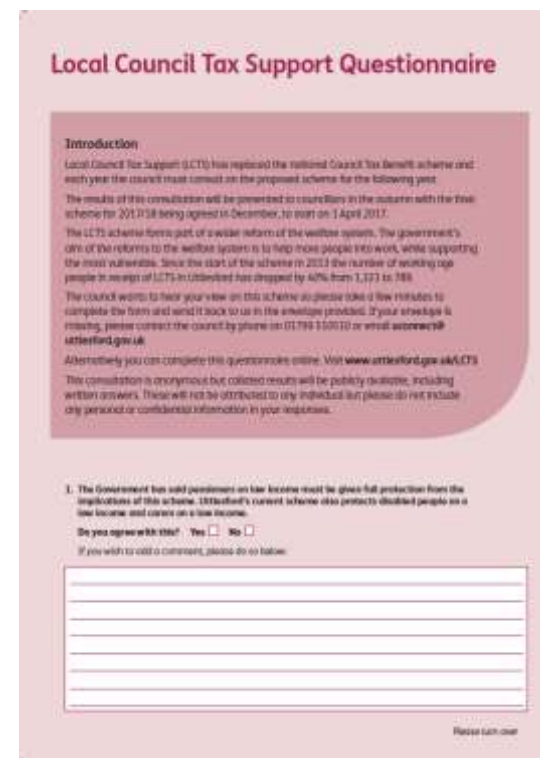 Local Council Tax Support Questionnaire
Introduction
Local Council Tax Support (LCTS) has replaced the national Council Tax Benefit scheme and
each year the council must consult on the proposed scheme for the following year.
The results of this consultation will be presented to councillors in the autumn with the final
scheme for 2017/18 being agreed in December, to start on 1 April 2017.
The LCTS scheme forms part of a wider reform of the welfare system. The government's
aim of the reforms to the welfare system is to help more people into work, while supporting
the most vulnerable. Since the start of the scheme in 2013 the number of working age
people in receipt of LCTS in Uttlesford has dropped by 40% from 1,323 to
The council wants to hear your view on this scheme so please take a few minutes to
complete the form and send it back to us in the envelope provided. If your envelope is
missing, please contact the council by phone on 01799 510510 or email uconnect@
uttlesford.gov.uk
Alternatively you can complete this questionnaire online. Visit www.uttlesford.gov.uk/LCTS
This consultation is anonymous but collated results will be publicly available, including
written answers. These will not be attributed to any individual but please do not include
any personal or confidential information in your responses.
1. The Government has said pensioners on low income must be given full protection from the
implications of this scheme. Uttlesford's current scheme also protects disabled people on a
low income and carers on a low income.
Do you agree with this? Yes No
If you wish to add a comment, please do so below:
Please turn over